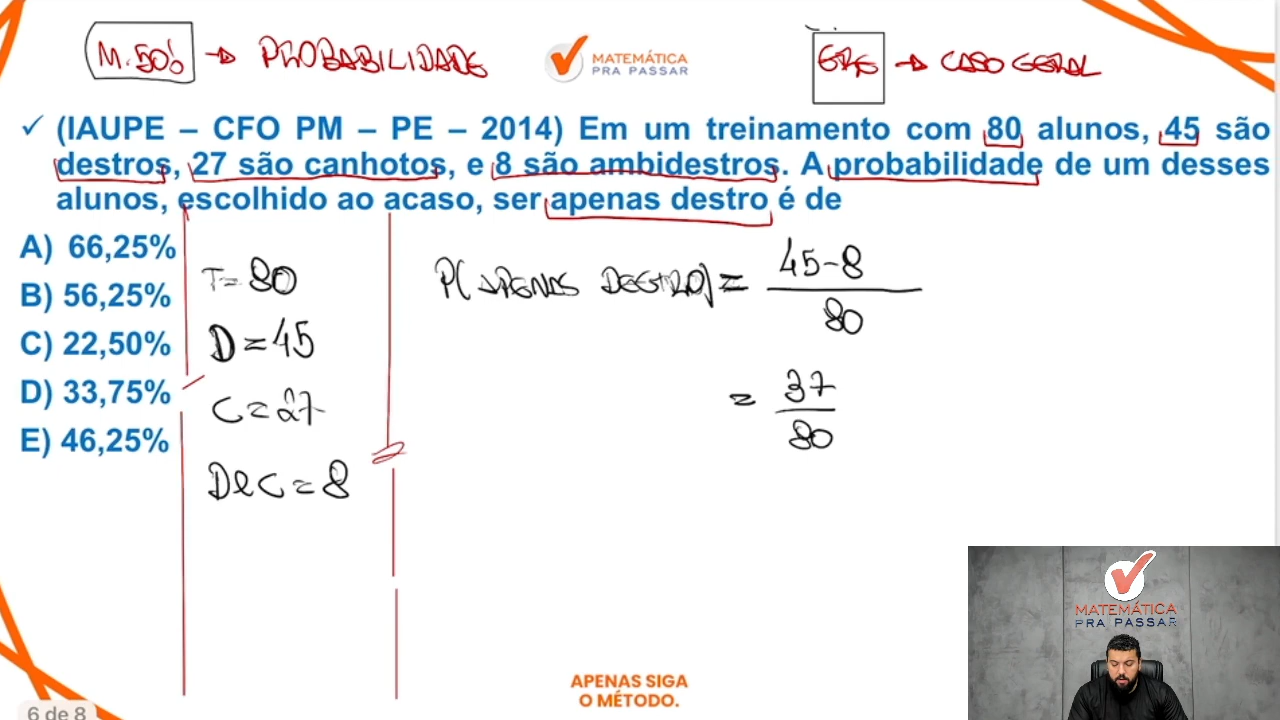 M.50's → PROBABILIDADE
MATEMÁTICA
PRA PASSAR
→ CASO GERAL
✓ (IAUPE – CFO PM – PE – 2014) Em um treinamento com 80 alunos, 45 são
destros, 27 são canhotos, e 8 são ambidestros. A probabilidade de um desses
alunos, escolhido ao acaso, ser apenas destro é de
A) 66,25%
B) 56,25%
C) 22,50%
D) 33,75%
E) 46,25%
T = 80
D = 45
C = 27
D e C = 8
P( APENAS DESTRO) = 45-8
80
= 37
80
MATEMÁTICA
PRA PASSAR
APENAS SIGA
O MÉTODO.
6 de 8